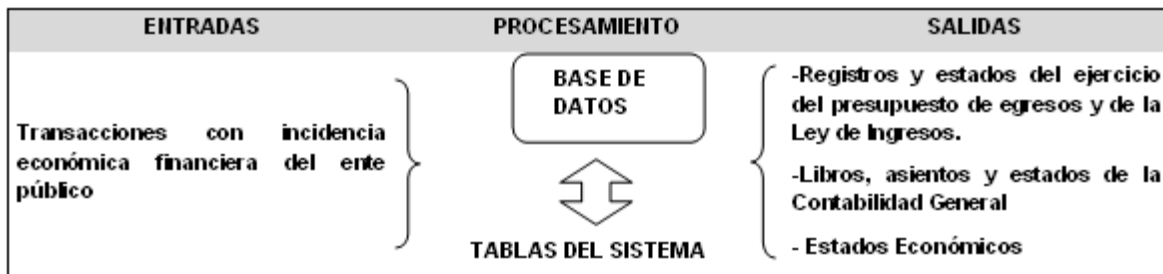 ENTRADAS
PROCESAMIENTO
SALIDAS
Transacciones con incidencia
económica financiera del ente
público
BASE DE
DATOS
TABLAS DEL SISTEMA
-Registros y estados del ejercicio
del presupuesto de egresos y de la
Ley de Ingresos.
-Libros, asientos y estados de la
Contabilidad General
- Estados Económicos